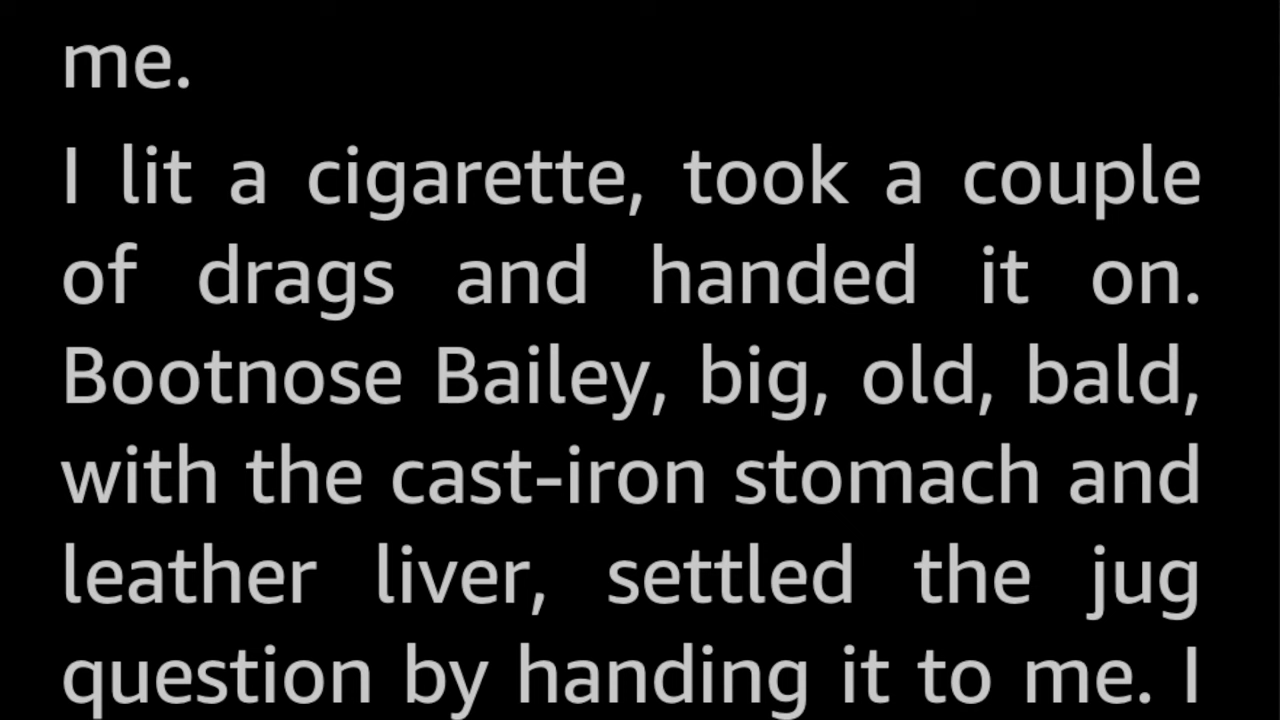 me.
I lit a cigarette, took a couple
of drags and handed it on.
Bootnose Bailey, big, old, bald,
with the cast-iron stomach and
leather liver, settled the jug
question by handing it to me. I